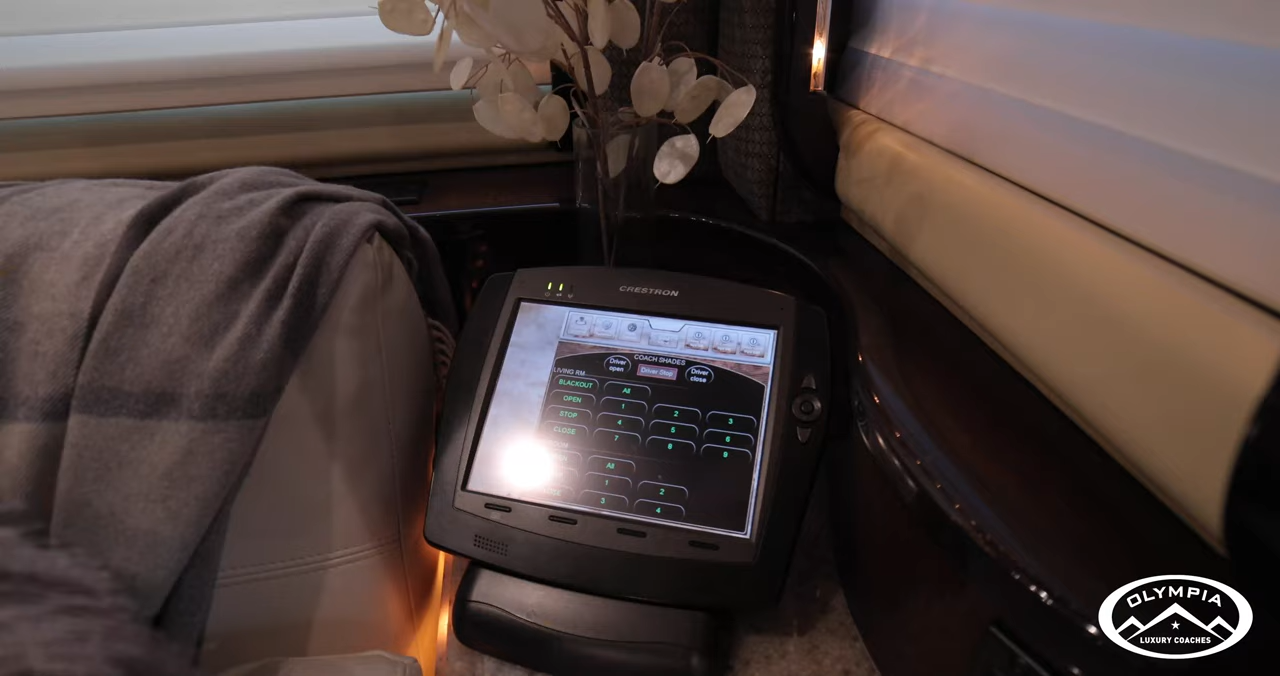 CRESTRON
COACH SHADES
Driver open
Driver Stop
Driver close
LIVING RM
BLACKOUT
All
OPEN
1
2
3
STOP
4
5
6
CLOSE
7
8
9
All
1
2
3
4
OLYMPIA
LUXURY COACHES